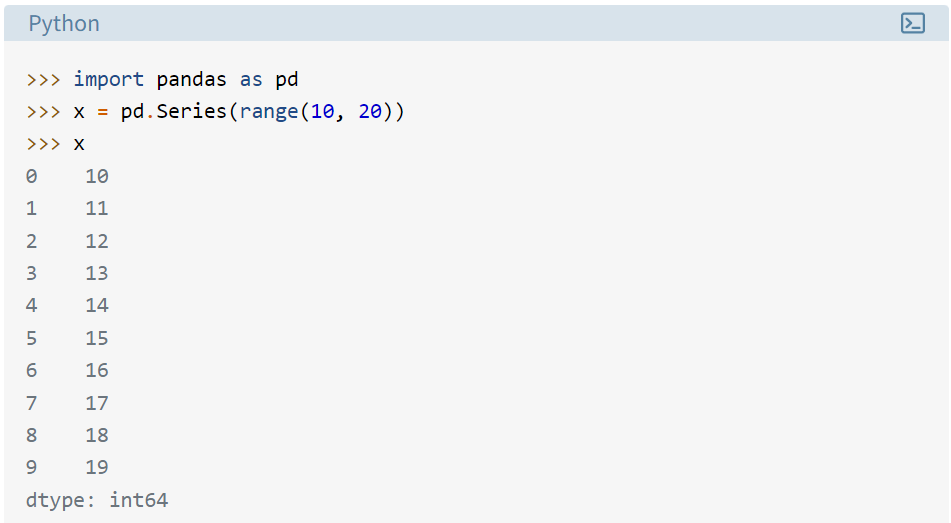 Python
>>> import pandas as pd
>>> x = pd.Series(range(10, 20))
>>> x
0    10
1    11
2    12
3    13
4    14
5    15
6    16
7    17
8    18
9    19
dtype: int64